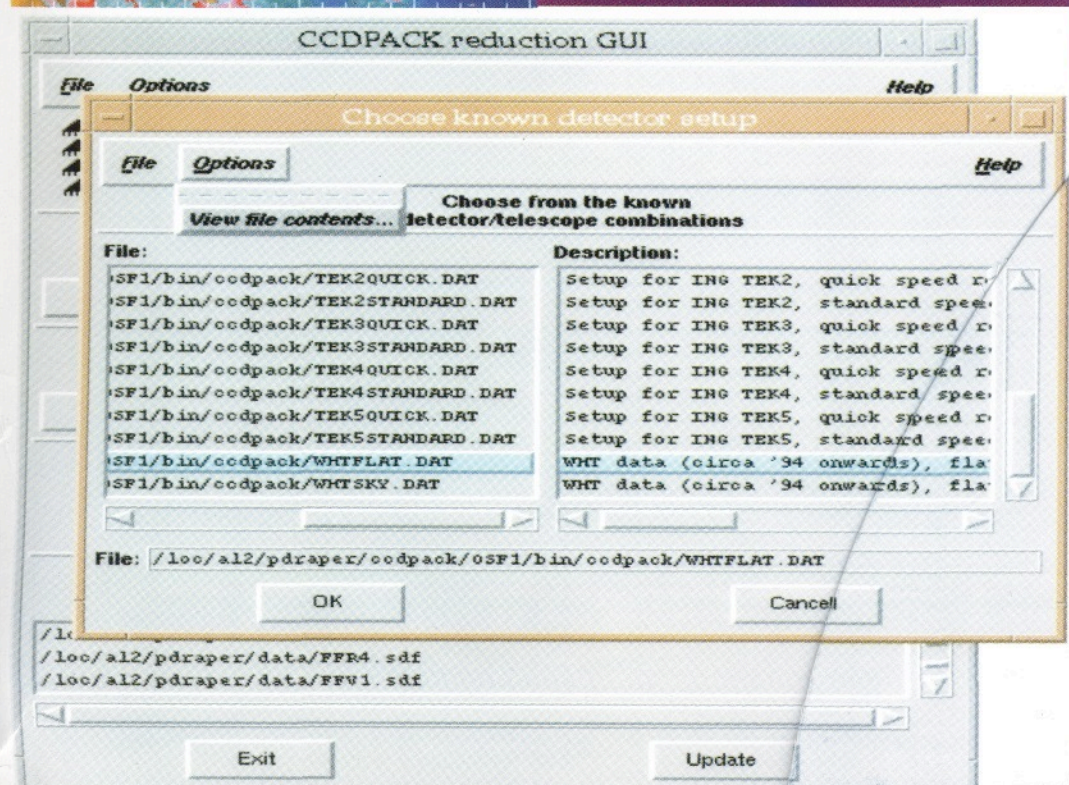 CCDPACK reduction GUI
File Options Help
Choose known detector setup
File Options Help
View file contents...
Choose from the known
detector/telescope combinations
File: Description:
SF1/bin/ccdpack/TEK2QUICK.DAT Setup for ING TEK2, quick speed
SF1/bin/ccdpack/TEK2STANDARD.DAT Setup for ING TEK2, standard spee
SF1/bin/ccdpack/TEK3QUICK.DAT Setup for ING TEK3, quick speed
SF1/bin/ccdpack/TEK3STANDARD.DAT Setup for ING TEK3, standard spee
SF1/bin/ccdpack/TEK4QUICK.DAT Setup for ING TEK4, quick speed
SF1/bin/ccdpack/TEK4STANDARD.DAT Setup for ING TEK4, standard spee
SF1/bin/ccdpack/TEK5QUICK.DAT Setup for ING TEK5, quick speed
SF1/bin/ccdpack/TEK5STANDARD.DAT Setup for ING TEK5, standard spee
SF1/bin/ccdpack/WHTFLAT.DAT WHT data (circa '94 onwards), fla
SF1/bin/ccdpack/WHTSKY.DAT WHT data (circa '94 onwards), fla
File: /loc/al2/pdraper/ccdpack/OSF1/bin/ccdpack/WHTFLAT.DAT
OK Cancel
/loc/al2/pdraper/data/FFR4.sdf
/loc/al2/pdraper/data/FFV1.sdf
Exit Update